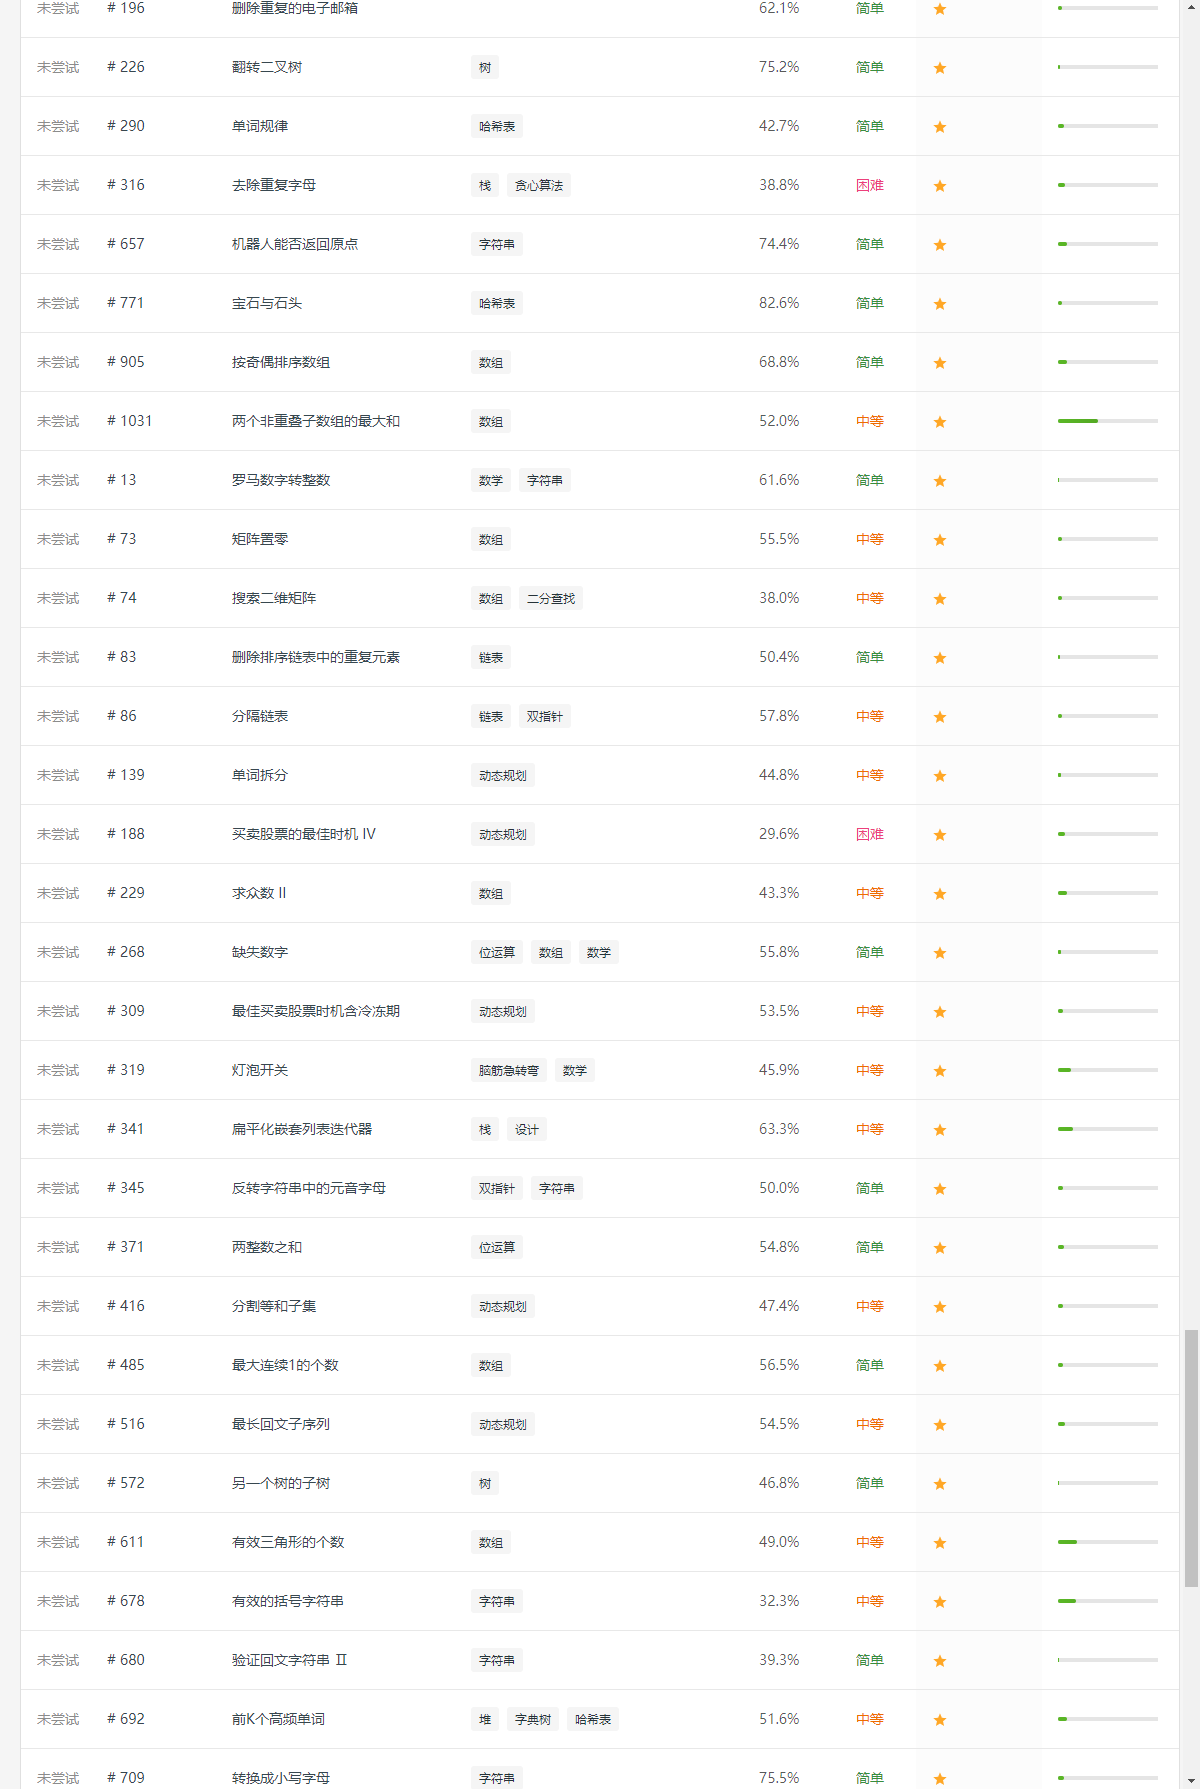 未尝试 # 196 删除重复的电子邮箱 62.1% 简单
未尝试 # 226 翻转二叉树 树 75.2% 简单
未尝试 # 290 单词规律 哈希表 42.7% 简单
未尝试 # 316 去除重复字母 栈 贪心算法 38.8% 困难
未尝试 # 657 机器人能否返回原点 字符串 74.4% 简单
未尝试 # 771 宝石与石头 哈希表 82.6% 简单
未尝试 # 905 按奇偶排序数组 数组 68.8% 简单
未尝试 # 1031 两个非重叠子数组的最大和 数组 52.0% 中等
未尝试 # 13 罗马数字转整数 数学 字符串 61.6% 简单
未尝试 # 73 矩阵置零 数组 55.5% 中等
未尝试 # 74 搜索二维矩阵 数组 二分查找 38.0% 中等
未尝试 # 83 删除排序链表中的重复元素 链表 50.4% 简单
未尝试 # 86 分隔链表 链表 双指针 57.8% 中等
未尝试 # 139 单词拆分 动态规划 44.8% 中等
未尝试 # 188 买卖股票的最佳时机 IV 动态规划 29.6% 困难
未尝试 # 229 求众数 II 数组 43.3% 中等
未尝试 # 268 缺失数字 位运算 数组 数学 55.8% 简单
未尝试 # 309 最佳买卖股票时机含冷冻期 动态规划 53.5% 中等
未尝试 # 319 灯泡开关 脑筋急转弯 数学 45.9% 中等
未尝试 # 341 扁平化嵌套列表迭代器 栈 设计 63.3% 中等
未尝试 # 345 反转字符串中的元音字母 双指针 字符串 50.0% 简单
未尝试 # 371 两整数之和 位运算 54.8% 简单
未尝试 # 416 分割等和子集 动态规划 47.4% 中等
未尝试 # 485 最大连续1的个数 数组 56.5% 简单
未尝试 # 516 最长回文子序列 动态规划 54.5% 中等
未尝试 # 572 另一个树的子树 树 46.8% 简单
未尝试 # 611 有效三角形的个数 数组 49.0% 中等
未尝试 # 678 有效的括号字符串 字符串 32.3% 中等
未尝试 # 680 验证回文字符串 Ⅱ 字符串 39.3% 简单
未尝试 # 692 前K个高频单词 堆 字典树 哈希表 51.6% 中等
未尝试 # 709 转换成小写字母 字符串 75.5% 简单